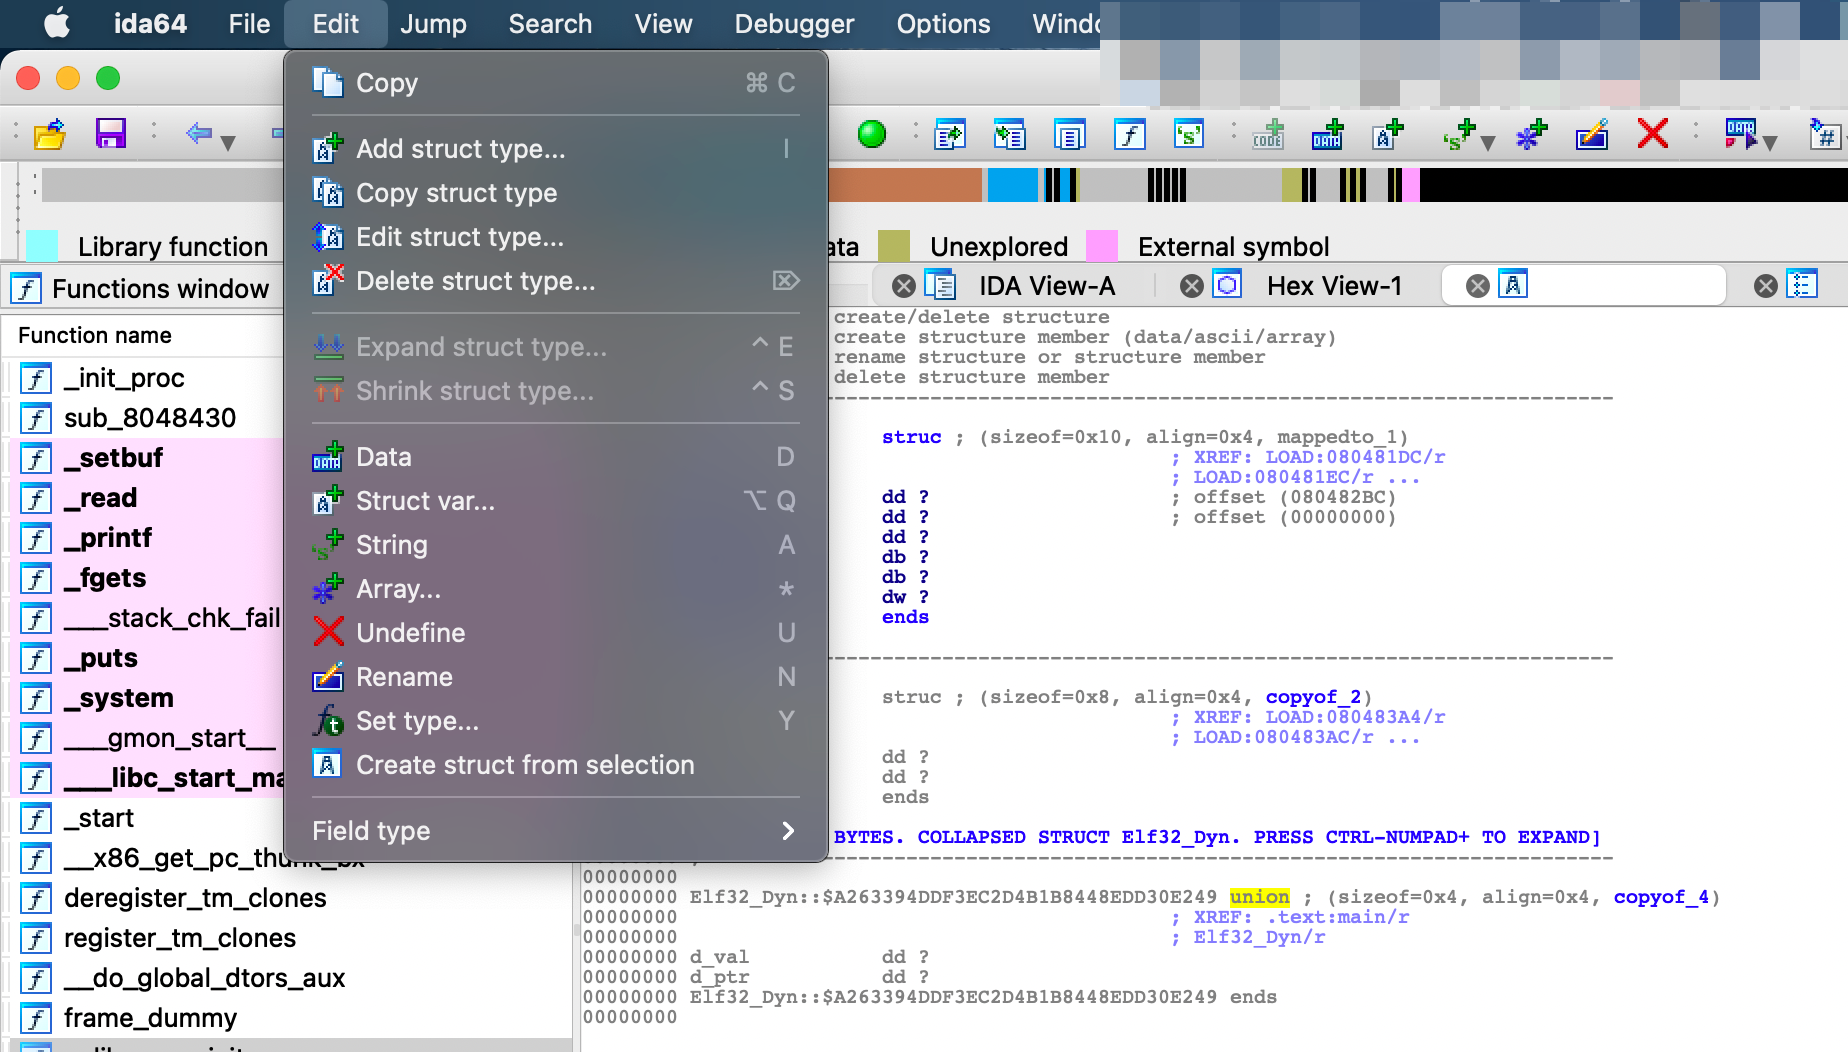 ida64 File Edit Jump Search View Debugger Options
Copy ⌘ C
Add struct type... I
Copy struct type
Edit struct type...
Delete struct type... ⌦
Expand struct type... ^ E
Shrink struct type... ^ S
Data D
Struct var... ⌥ Q
String A
Array... *
Undefine U
Rename N
Set type... Y
Create struct from selection
Field type
Library function
Unexplored External symbol
Functions window
IDA View-A Hex View-1
Function name
_init_proc
sub_8048430
_setbuf
_read
_printf
_fgets
___stack_chk_fail
_puts
_system
___gmon_start__
_start
deregister_tm_clones
register_tm_clones
__do_global_dtors_aux
frame_dummy
create/delete structure
create structure member (data/ascii/array)
rename structure or structure member
delete structure member
struc ; (sizeof=0x10, align=0x4, mappedto_1)
; XREF: LOAD:080481DC/r
; LOAD:080481EC/r ...
dd ? ; offset (080482BC)
dd ? ; offset (00000000)
dd ?
db ?
db ?
dw ?
ends
struc ; (sizeof=0x8, align=0x4, copyof_2)
; XREF: LOAD:080483A4/r
; LOAD:080483AC/r ...
dd ?
dd ?
ends
BYTES. COLLAPSED STRUCT Elf32_Dyn. PRESS CTRL-NUMPAD+ TO EXPAND]
00000000
00000000 Elf32_Dyn::$A263394DDF3EC2D4B1B8448EDD30E249 union ; (sizeof=0x4, align=0x4, copyof_4)
00000000 ; XREF: .text:main/r
00000000 ; Elf32_Dyn/r
00000000 d_val dd ?
00000000 d_ptr dd ?
00000000 Elf32_Dyn::$A263394DDF3EC2D4B1B8448EDD30E249 ends
00000000